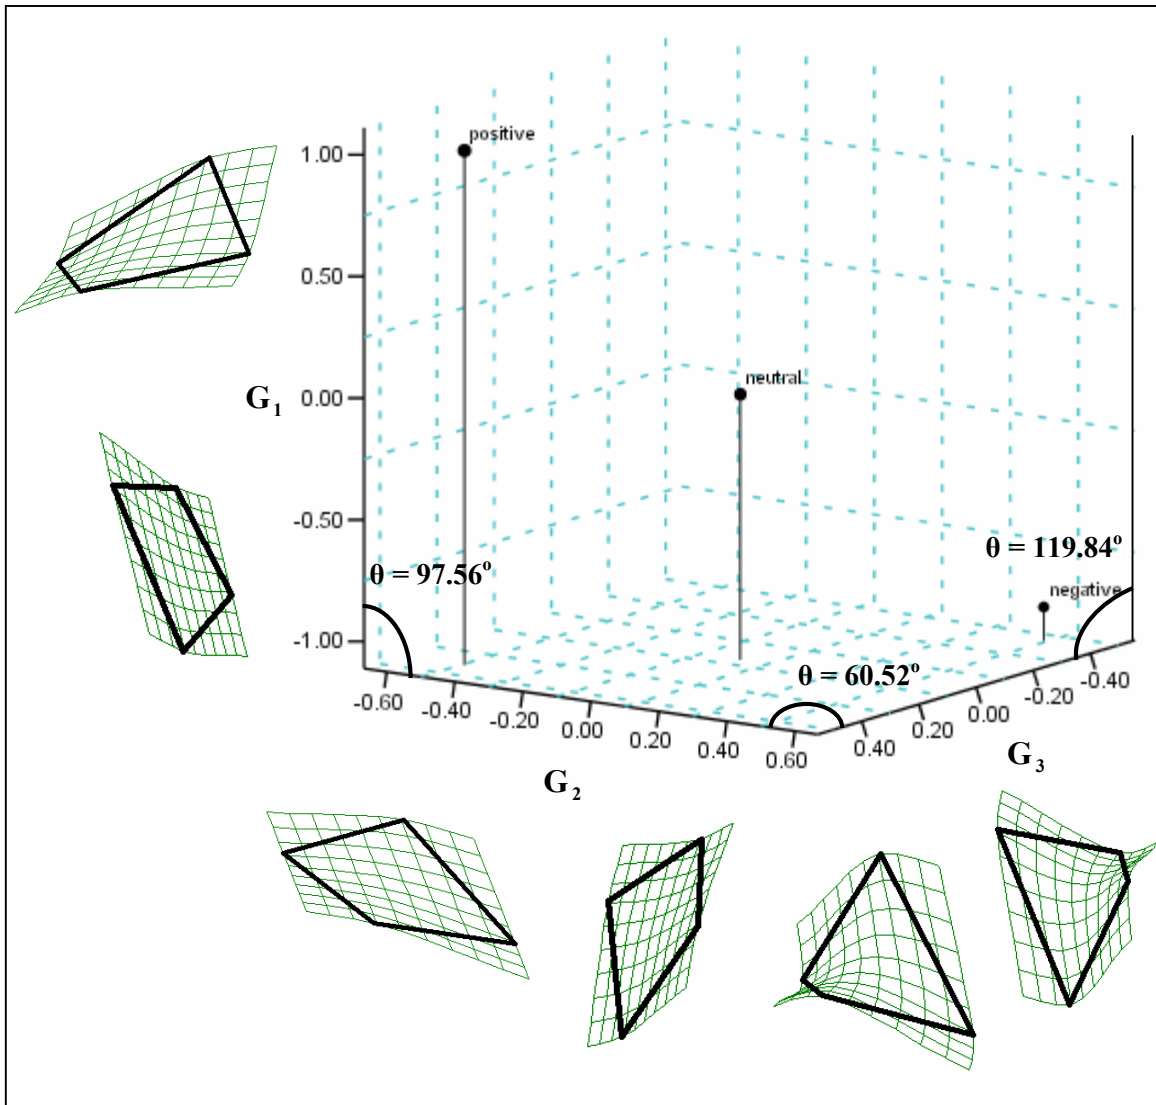 positive
1.00
0.50
neutral
G1
0.00
-0.50
θ = 119.84°
θ = 97.56°
negative
-1.00
θ = 60.52°
-0.60
-0.40
-0.20
0.00
0.20
0.40
0.60
0.40
0.20
0.00
-0.20
-0.40
G3
G2